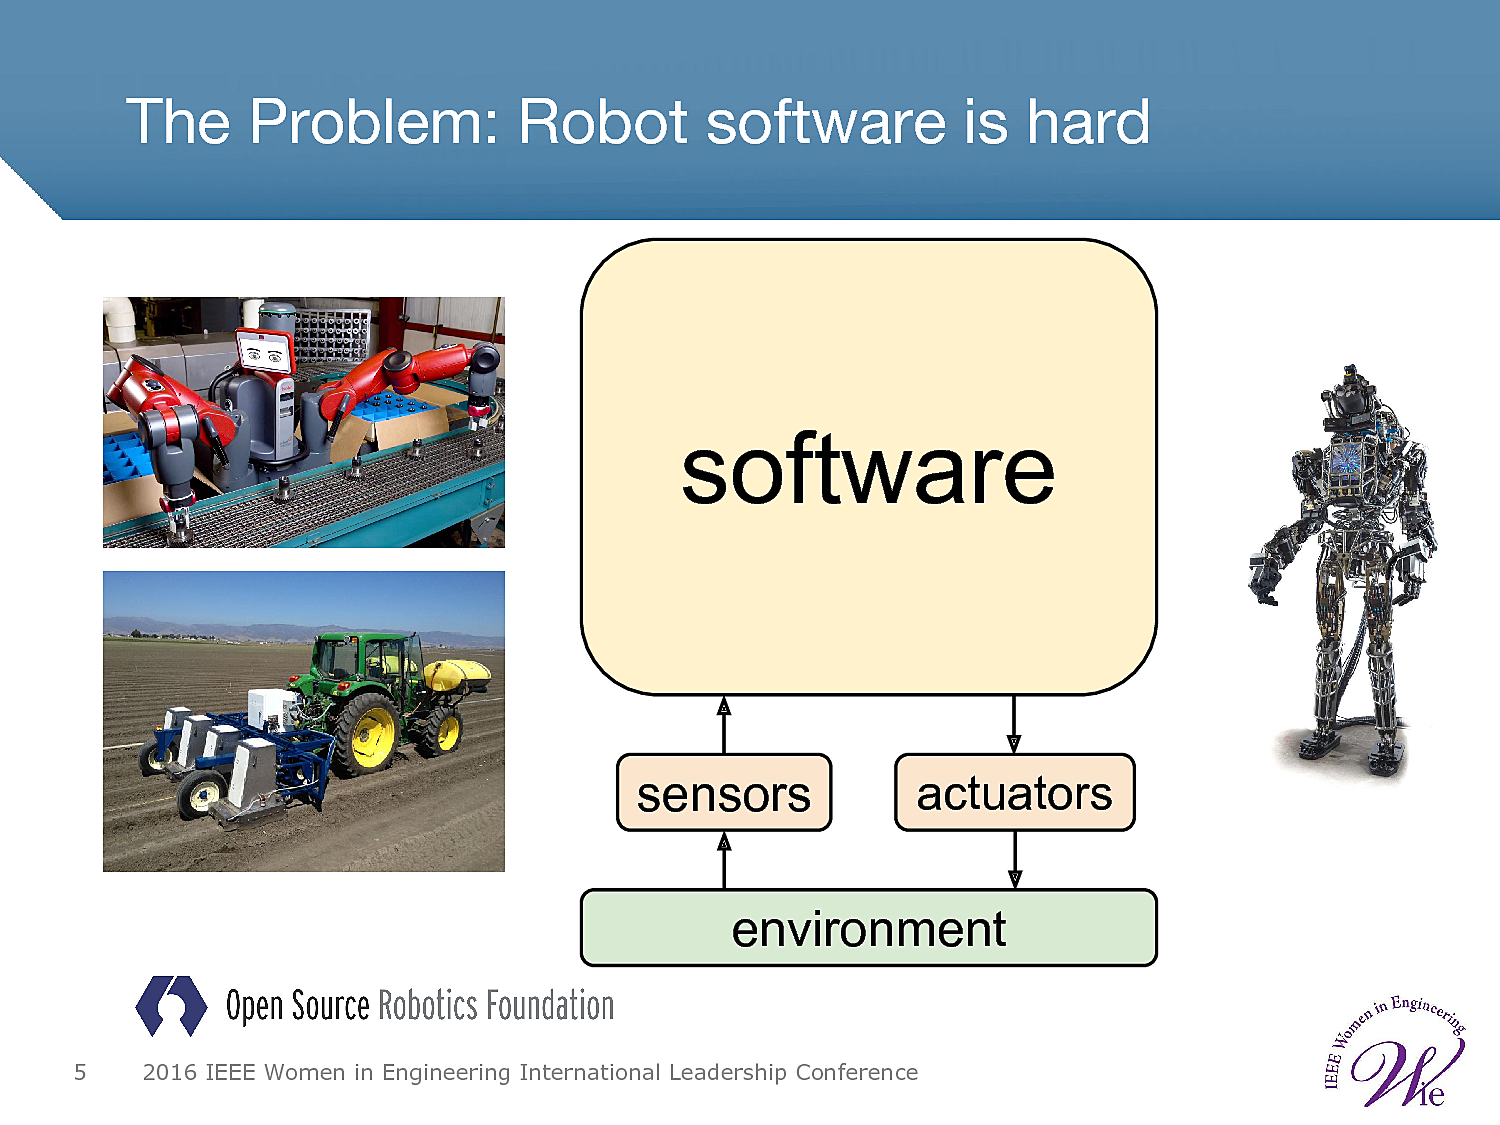 The Problem: Robot software is hard
software
sensors
actuators
environment
Open Source Robotics Foundation
5
2016 IEEE Women in Engineering International Leadership Conference
IEEE Women in Engineering
Wie